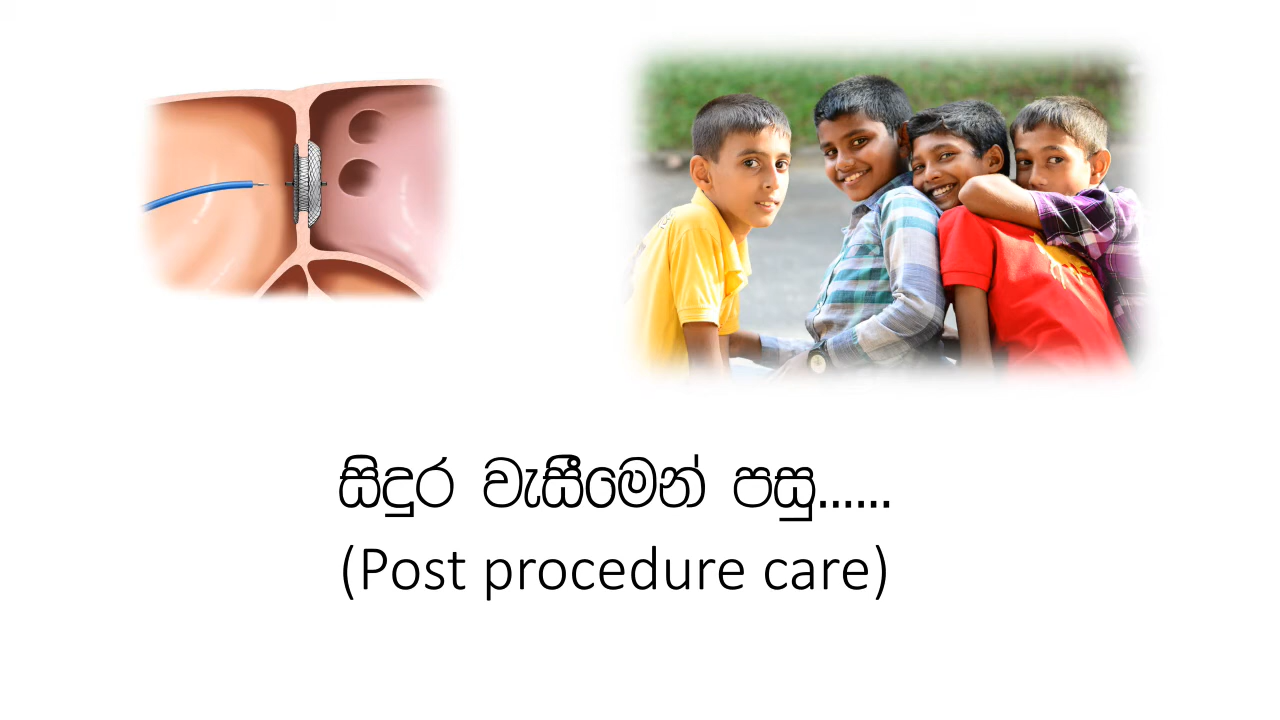 සිදුර වැසීමෙන් පසු......
(Post procedure care)